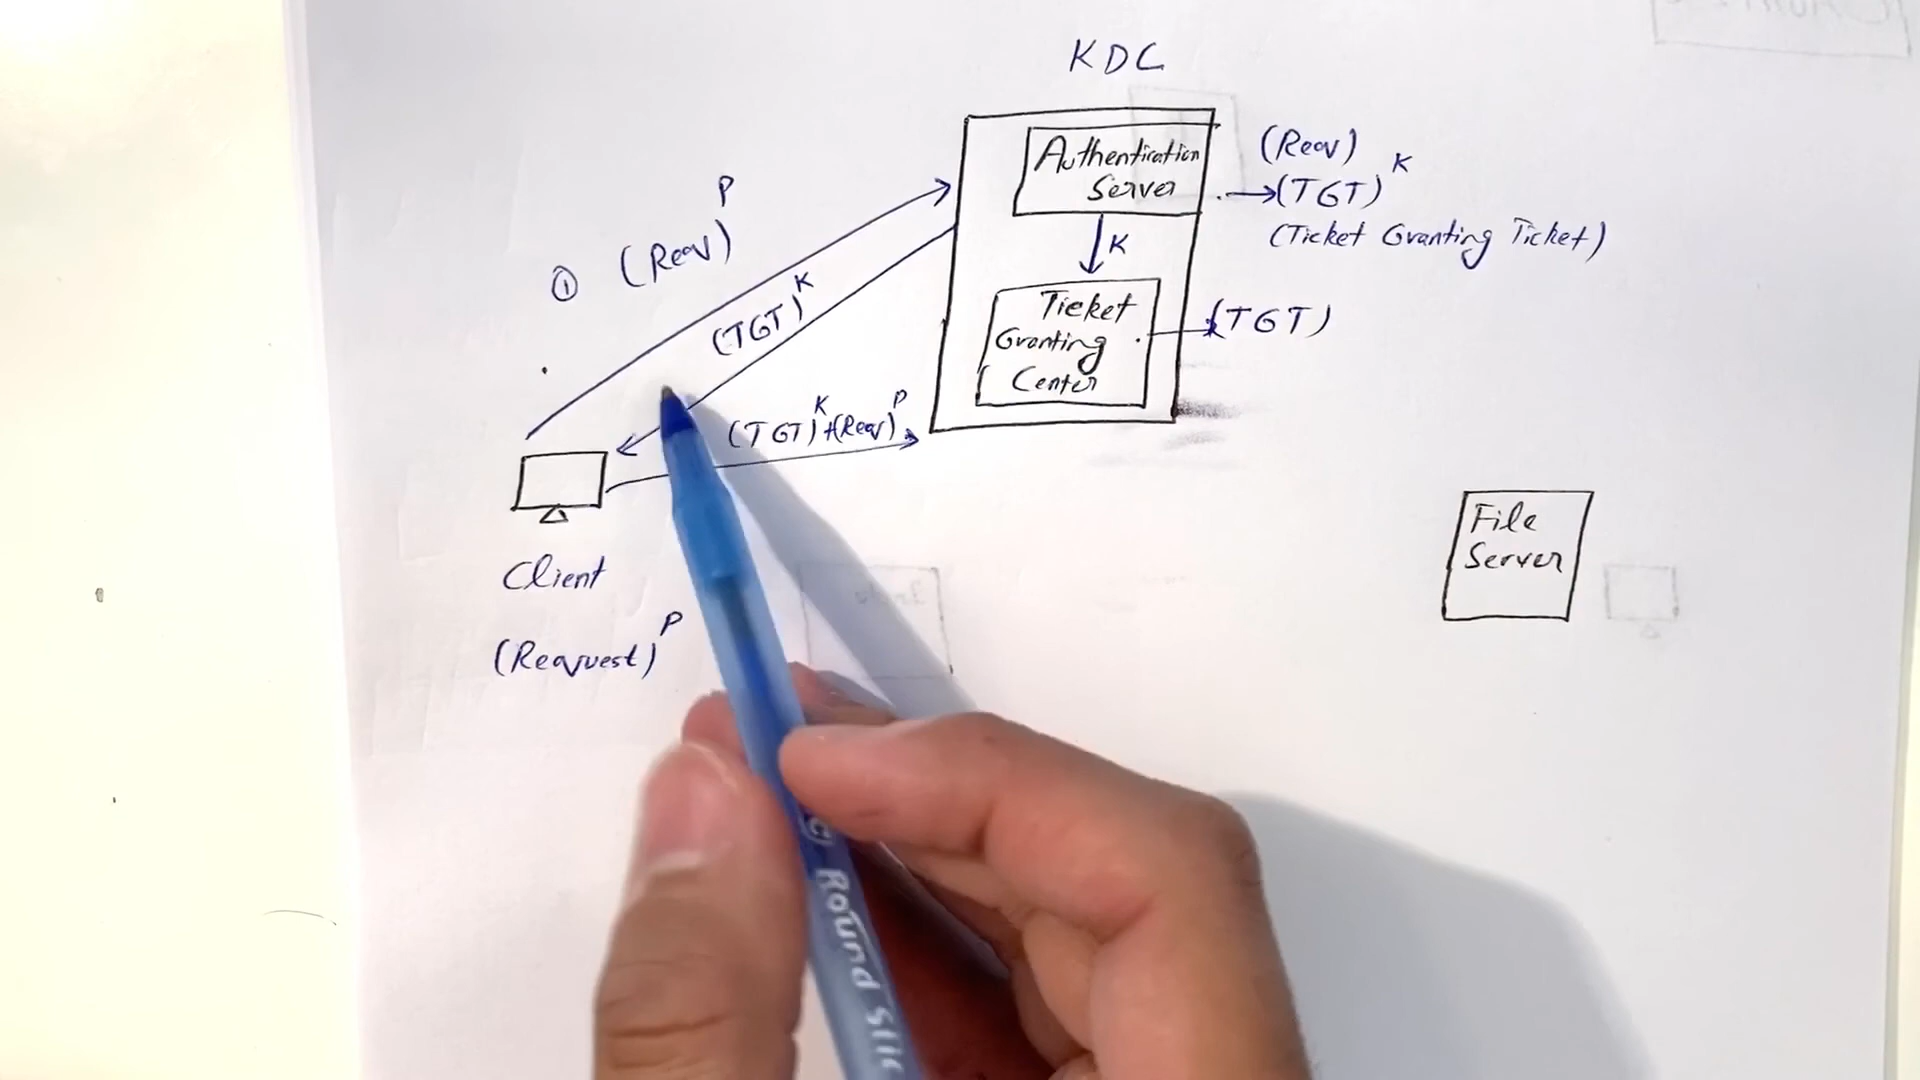 KDC
Authentication
Server
(Req)
(TGT) K
(Ticket Granting Ticket)
K
Ticket
Granting
Center
(TGT)
① (Req) P
(TGT) K
(TGT) K + (Req) P
Client
(Request) P
File
Server
Round Stic